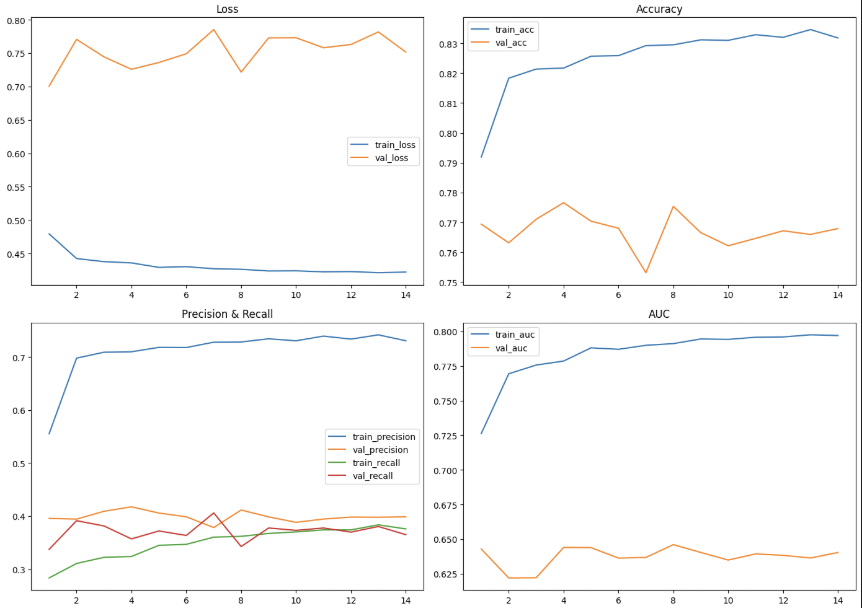 Loss
0.80
0.75
0.70
0.65
0.60
0.55
0.50
0.45
train_loss
val_loss
2 4 6 8 10 12 14
Accuracy
train_acc
val_acc
0.83
0.82
0.81
0.80
0.79
0.78
0.77
0.76
0.75
2 4 6 8 10 12 14
Precision & Recall
0.7
0.6
0.5
0.4
0.3
train_precision
val_precision
train_recall
val_recall
2 4 6 8 10 12 14
AUC
train_auc
val_auc
0.800
0.775
0.750
0.725
0.700
0.675
0.650
0.625
2 4 6 8 10 12 14